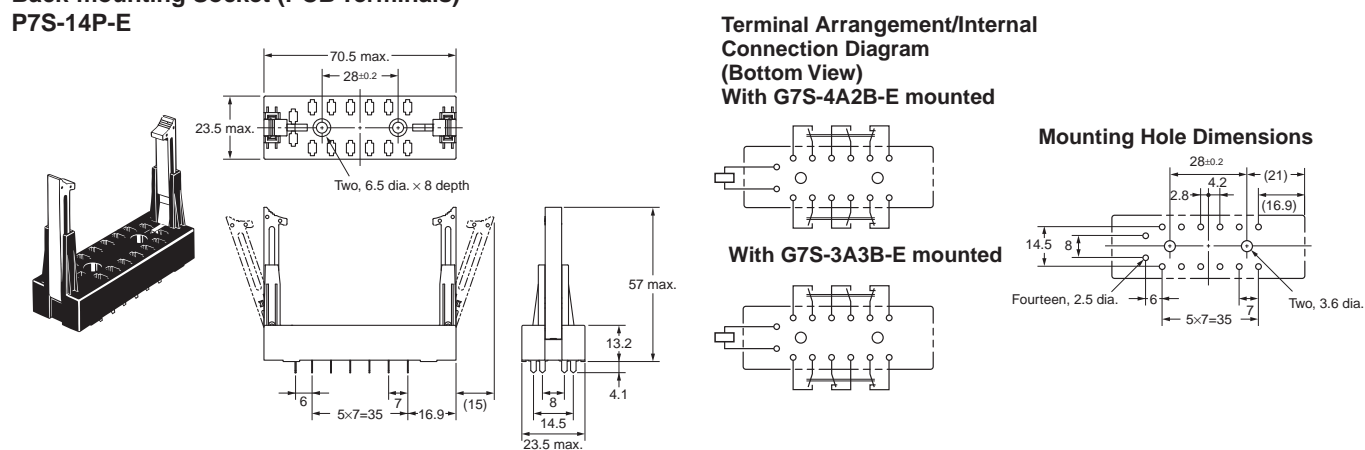 Back-mounting Socket (PCB Terminals)
P7S-14P-E
70.5 max.
28±0.2
23.5 max.
Two, 6.5 dia. × 8 depth
57 max.
13.2
4.1
6
5×7=35
7
16.9
(15)
8
14.5
23.5 max.
Terminal Arrangement/Internal
Connection Diagram
(Bottom View)
With G7S-4A2B-E mounted
With G7S-3A3B-E mounted
Mounting Hole Dimensions
28±0.2
4.2
(21)
2.8
(16.9)
14.5
8
Fourteen, 2.5 dia.
6
7
Two, 3.6 dia.
5×7=35